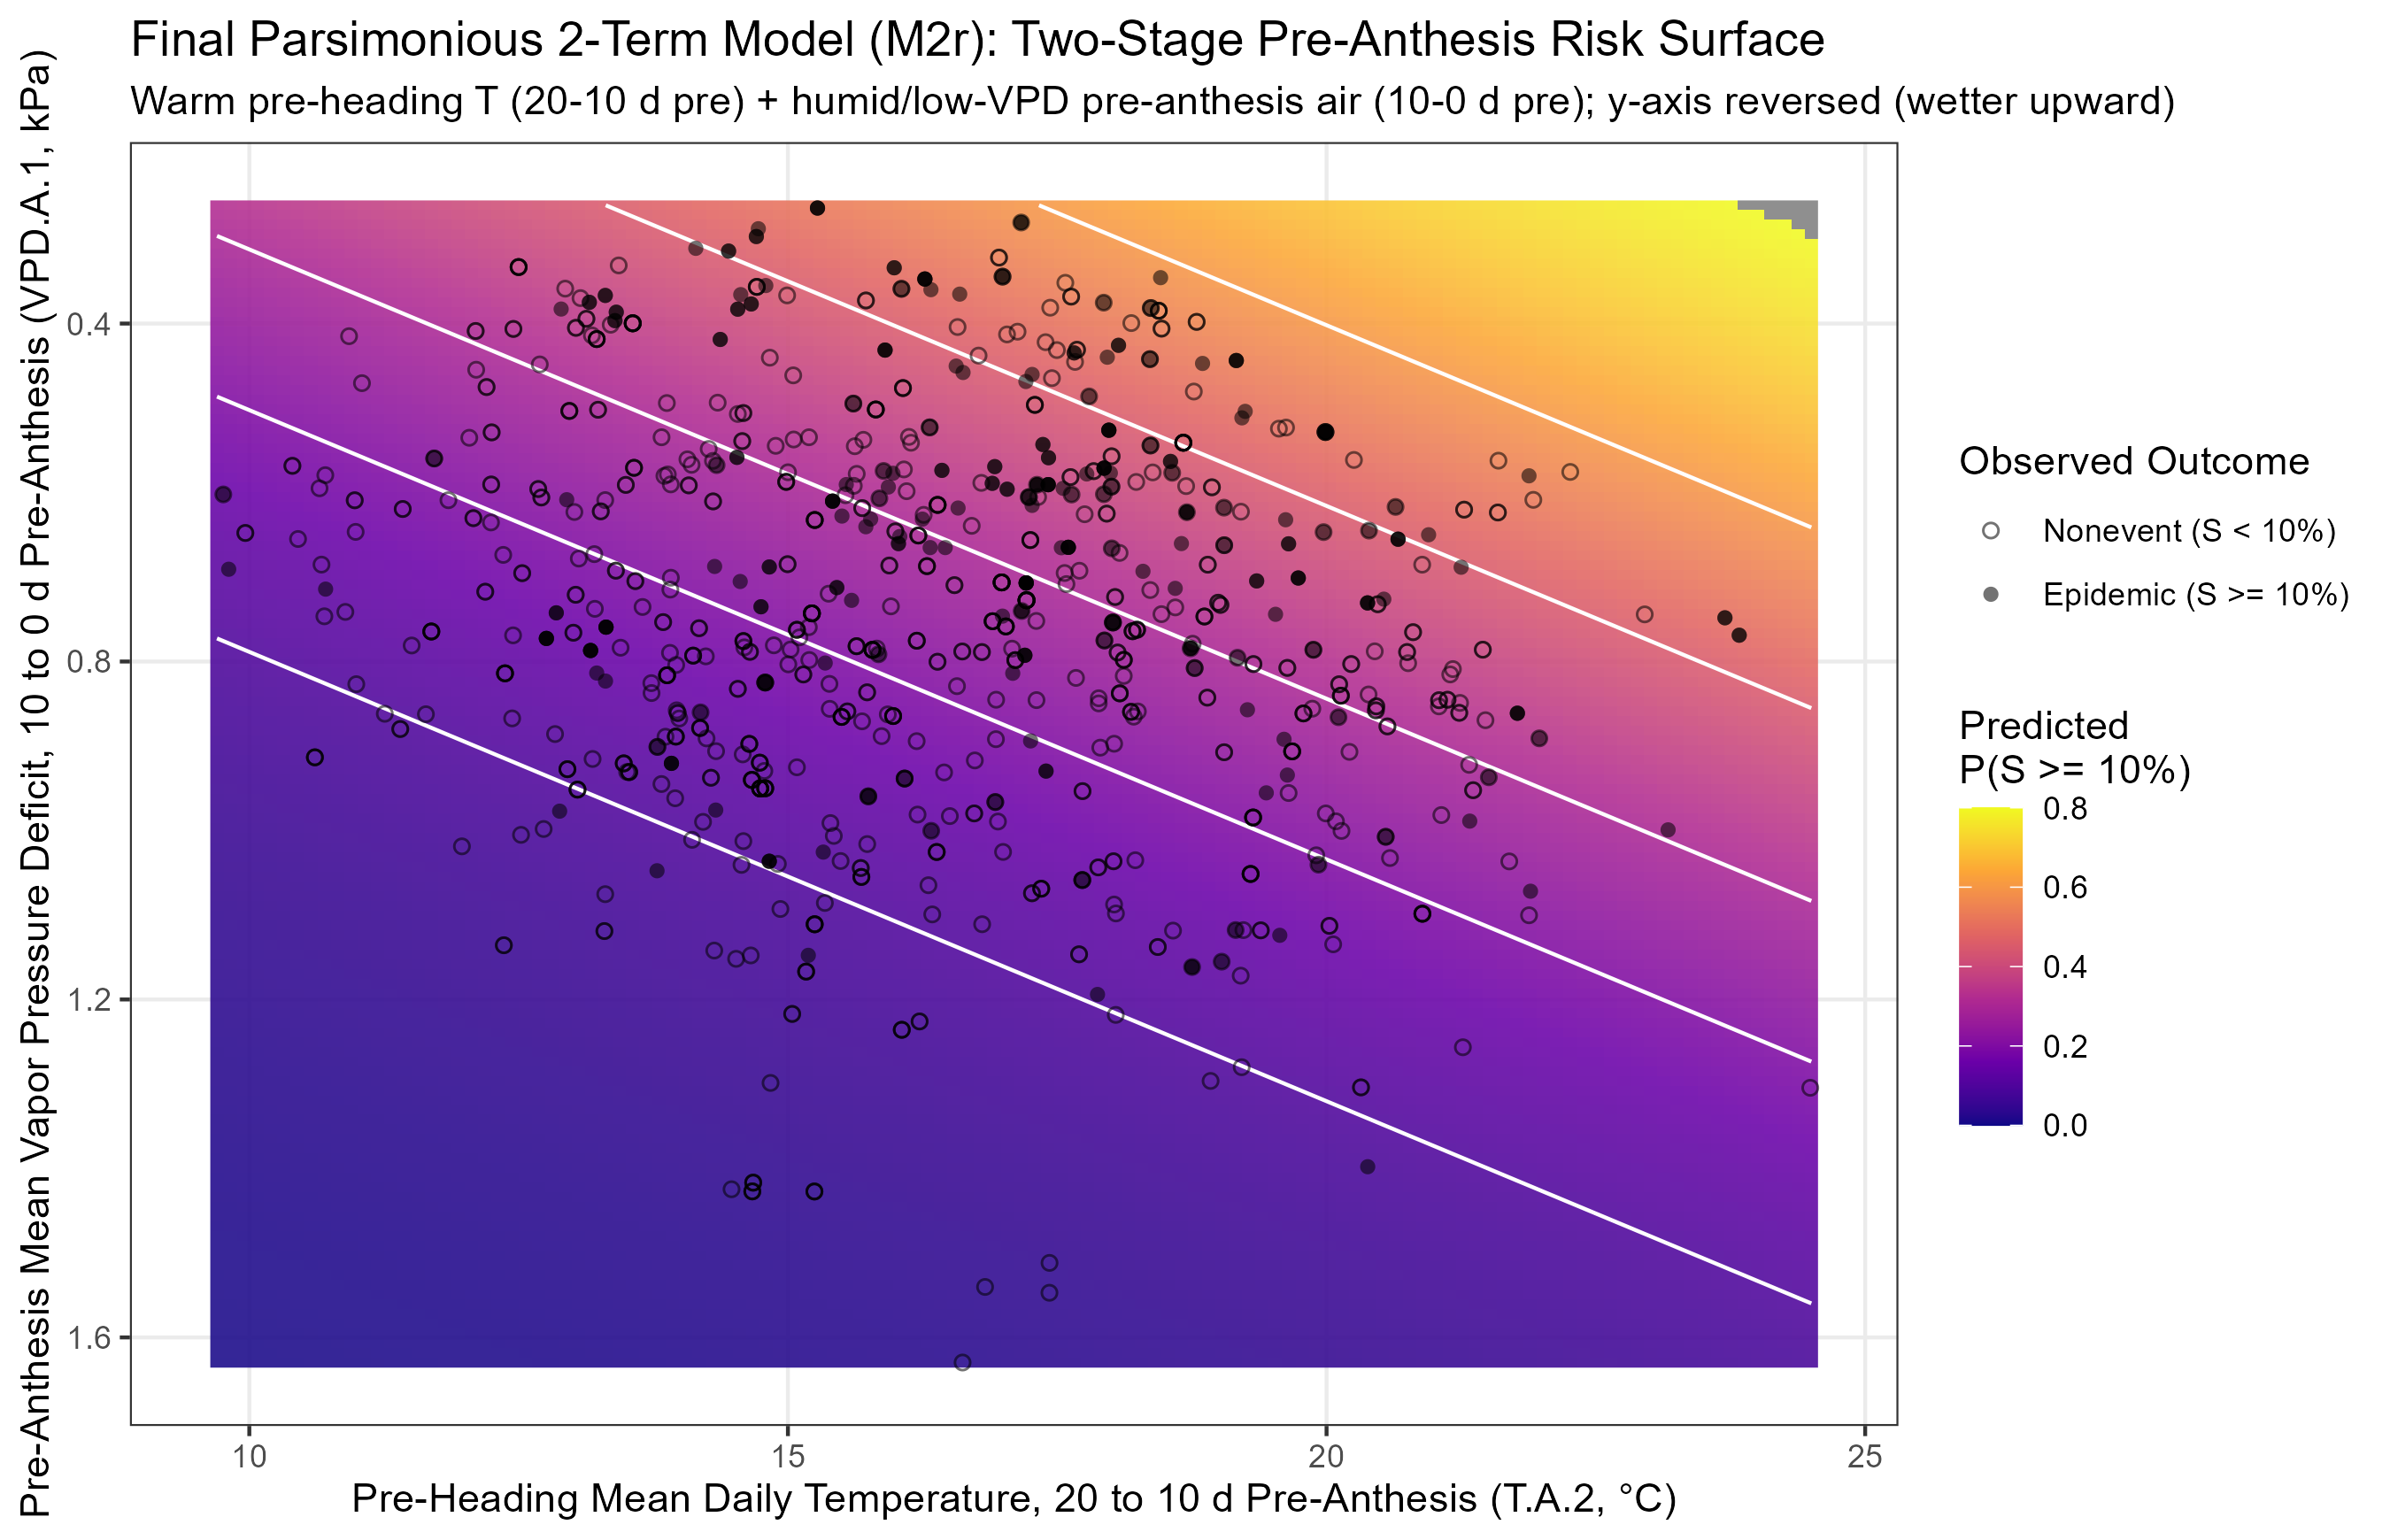 Final Parsimonious 2-Term Model (M2r): Two-Stage Pre-Anthesis Risk Surface
Warm pre-heading T (20-10 d pre) + humid/low-VPD pre-anthesis air (10-0 d pre); y-axis reversed (wetter upward)
Pre-Anthesis Mean Vapor Pressure Deficit, 10 to 0 d Pre-Anthesis (VPD.A.1, kPa)
0.4
0.8
1.2
1.6
10
15
20
25
Pre-Heading Mean Daily Temperature, 20 to 10 d Pre-Anthesis (T.A.2, °C)
Observed Outcome
Nonevent (S < 10%)
Epidemic (S >= 10%)
Predicted
P(S >= 10%)
0.8
0.6
0.4
0.2
0.0